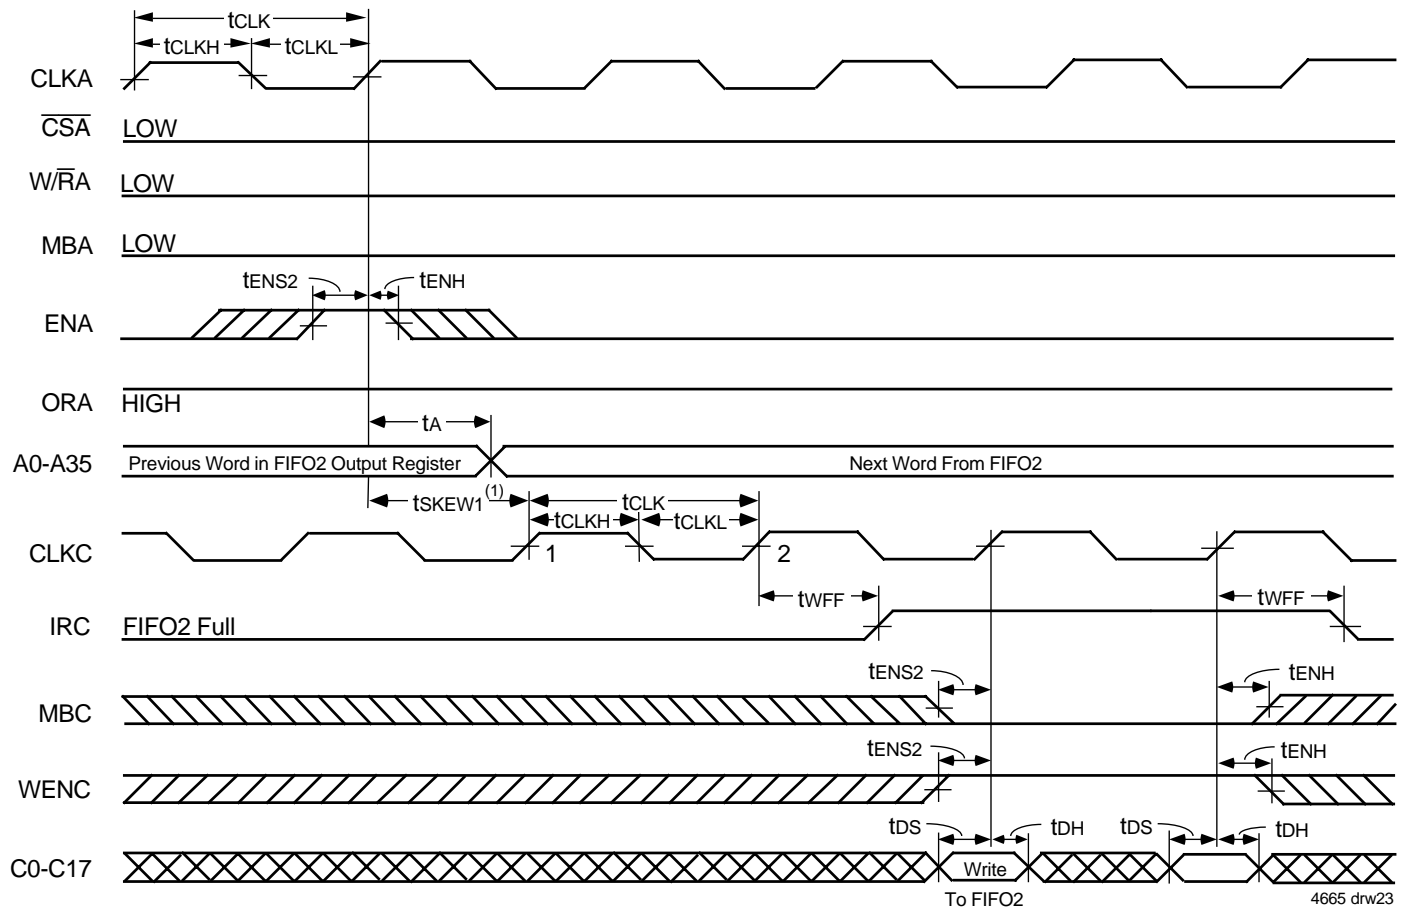 tCLK
tCLKH tCLKL
CLKA
CSA LOW
W/RA LOW
MBA LOW
tENS2 tENH
ENA
ORA HIGH
tA
A0-A35 Previous Word in FIFO2 Output Register Next Word From FIFO2
tSKEW1 (1) tCLK
tCLKH tCLKL
CLKC 1 2
tWFF tWFF
IRC FIFO2 Full
tENS2 tENH
MBC
tENS2 tENH
WENC
tDS tDH tDS tDH
C0-C17 Write
To FIFO2 4665 drw23